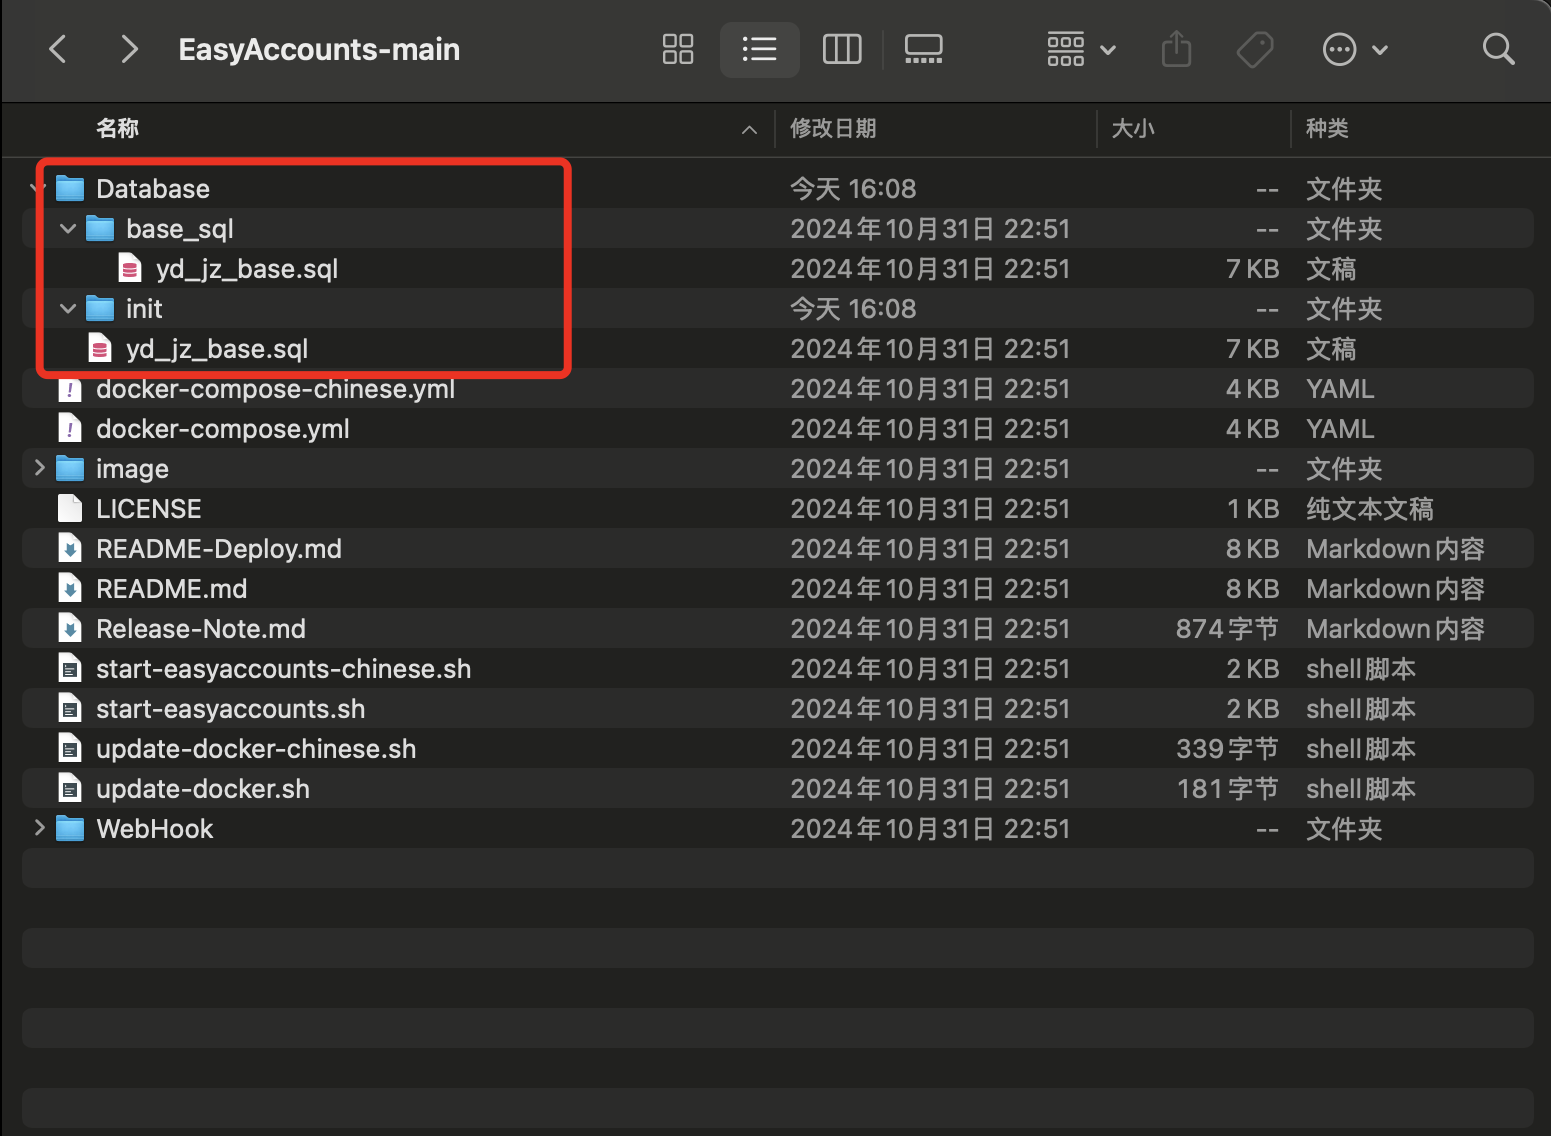 EasyAccounts-main
名称 修改日期 大小 种类
Database 今天 16:08 -- 文件夹
base_sql 2024年10月31日 22:51 -- 文件夹
yd_jz_base.sql 2024年10月31日 22:51 7 KB 文稿
init 今天 16:08 -- 文件夹
yd_jz_base.sql 2024年10月31日 22:51 7 KB 文稿
docker-compose-chinese.yml 2024年10月31日 22:51 4 KB YAML
docker-compose.yml 2024年10月31日 22:51 4 KB YAML
image 2024年10月31日 22:51 -- 文件夹
LICENSE 2024年10月31日 22:51 1 KB 纯文本文稿
README-Deploy.md 2024年10月31日 22:51 8 KB Markdown内容
README.md 2024年10月31日 22:51 8 KB Markdown内容
Release-Note.md 2024年10月31日 22:51 874字节 Markdown内容
start-easyaccounts-chinese.sh 2024年10月31日 22:51 2 KB shell脚本
start-easyaccounts.sh 2024年10月31日 22:51 2 KB shell脚本
update-docker-chinese.sh 2024年10月31日 22:51 339字节 shell脚本
update-docker.sh 2024年10月31日 22:51 181字节 shell脚本
WebHook 2024年10月31日 22:51 -- 文件夹